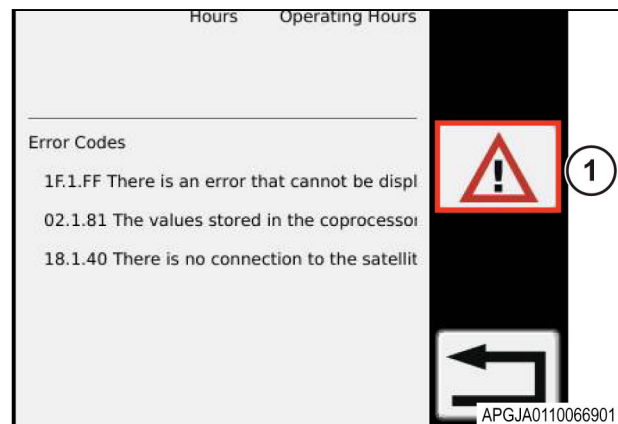 Hours Operating Hours
Error Codes
1F.1.FF There is an error that cannot be displ
02.1.81 The values stored in the coprocessor
18.1.40 There is no connection to the satellit
1
APGJA0110066901